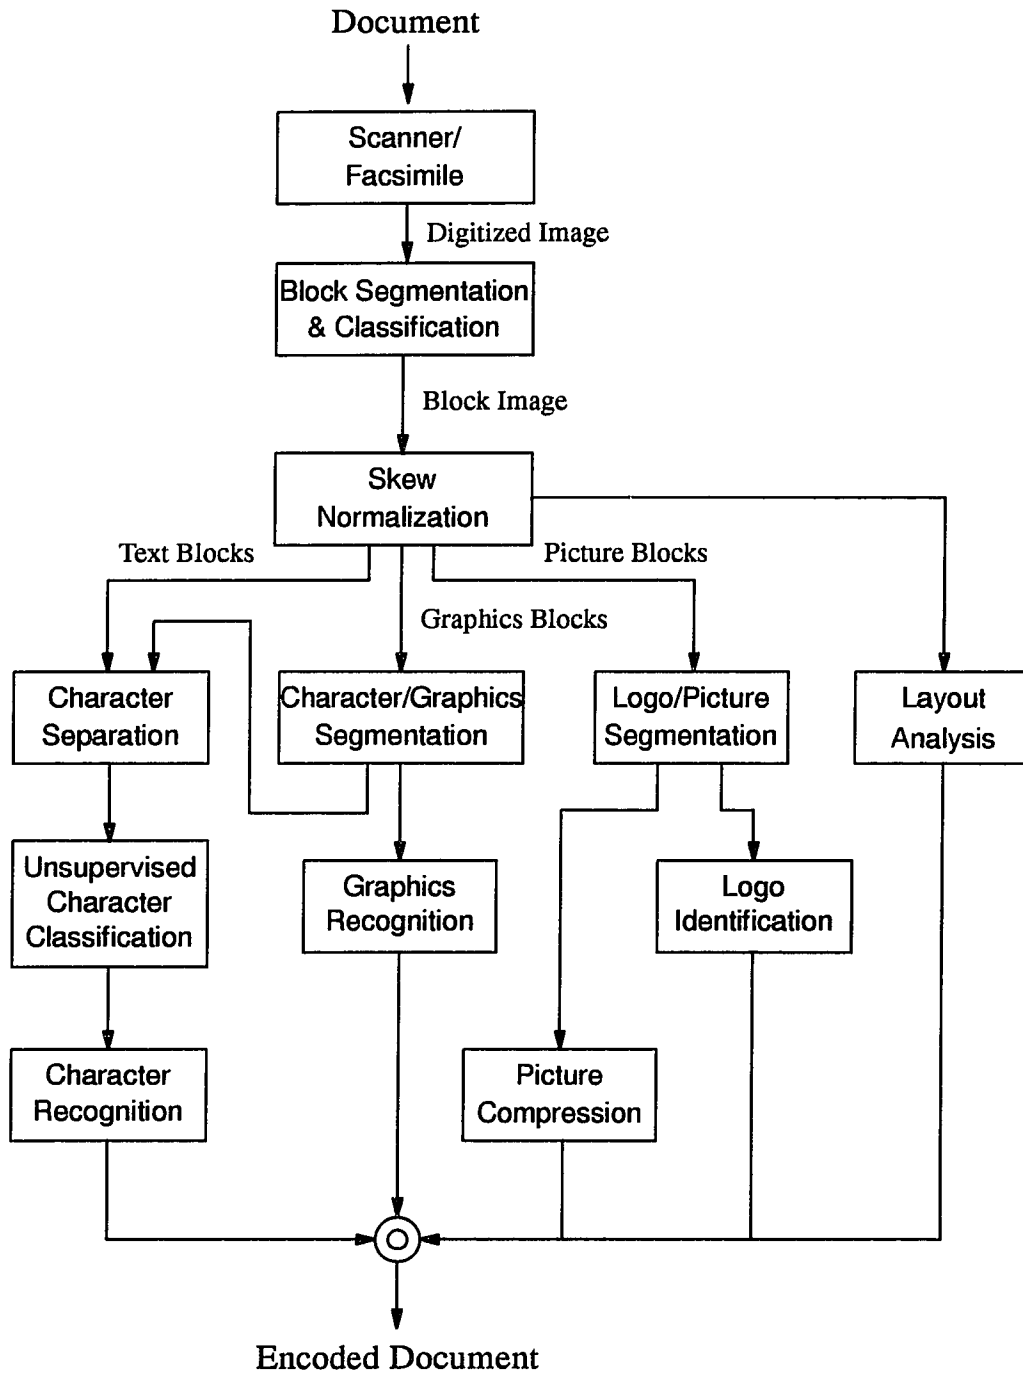 Document
Scanner/
Facsimile
Digitized Image
Block Segmentation
& Classification
Block Image
Skew
Normalization
Text Blocks
Picture Blocks
Graphics Blocks
Character
Separation
Character/Graphics
Segmentation
Logo/Picture
Segmentation
Layout
Analysis
Unsupervised
Character
Classification
Graphics
Recognition
Logo
Identification
Character
Recognition
Picture
Compression
Encoded Document